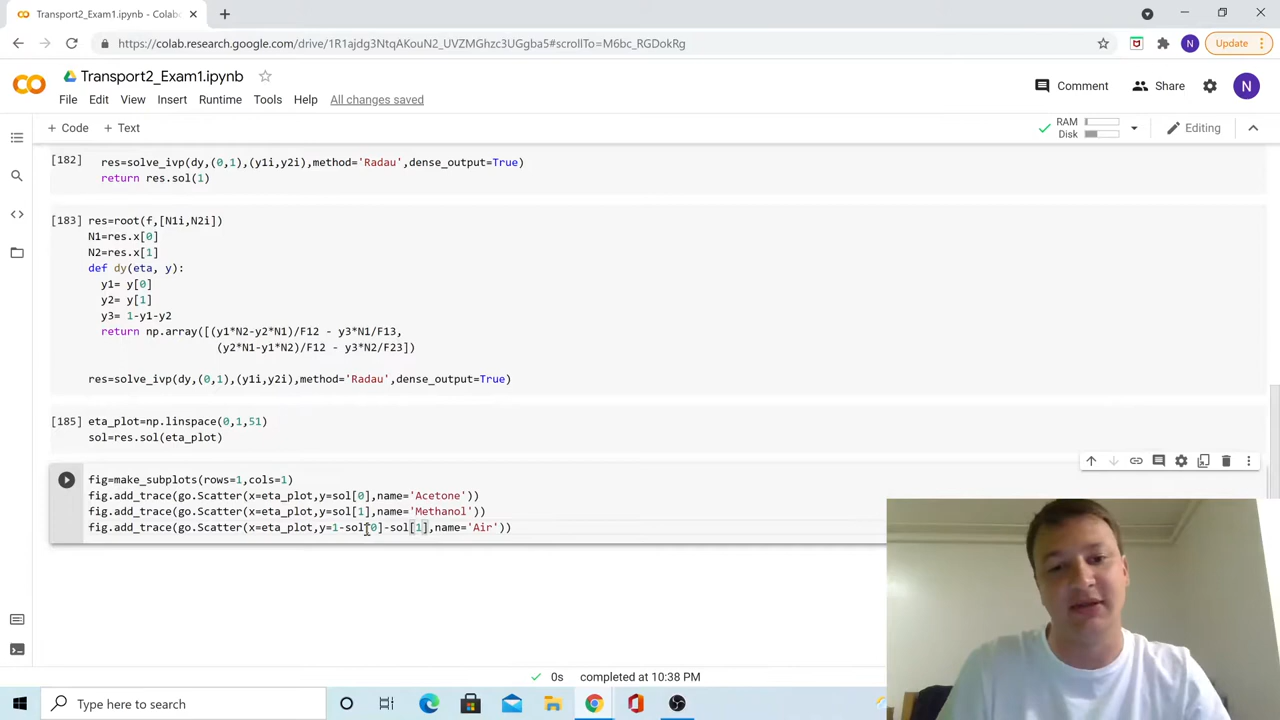 Transport2_Exam1.ipynb - Colab
https://colab.research.google.com/drive/1R1ajdg3NtqAKouNZ_UVZMGhzc3UGgba5#scrollTo=M6bc_RGDokRg
N
Update
Transport2_Exam1.ipynb
Comment
Share
N
File Edit View Insert Runtime Tools Help All changes saved
+ Code + Text
RAM
Disk
Editing
[182] res=solve_ivp(dy,(0,1),(y1i,y2i),method='Radau',dense_output=True)
return res.sol(1)
[183] res=root(f,[N1i,N2i])
N1=res.x[0]
N2=res.x[1]
def dy(eta, y):
y1= y[0]
y2= y[1]
y3= 1-y1-y2
return np.array([(y1*N2-y2*N1)/F12 - y3*N1/F13,
(y2*N1-y1*N2)/F12 - y3*N2/F23])
res=solve_ivp(dy,(0,1),(y1i,y2i),method='Radau',dense_output=True)
[185] eta_plot=np.linspace(0,1,51)
sol=res.sol(eta_plot)
fig=make_subplots(rows=1,cols=1)
fig.add_trace(go.Scatter(x=eta_plot,y=sol[0],name='Acetone'))
fig.add_trace(go.Scatter(x=eta_plot,y=sol[1],name='Methanol'))
fig.add_trace(go.Scatter(x=eta_plot,y=1-sol[0]-sol[1],name='Air'))
0s completed at 10:38 PM
Type here to search